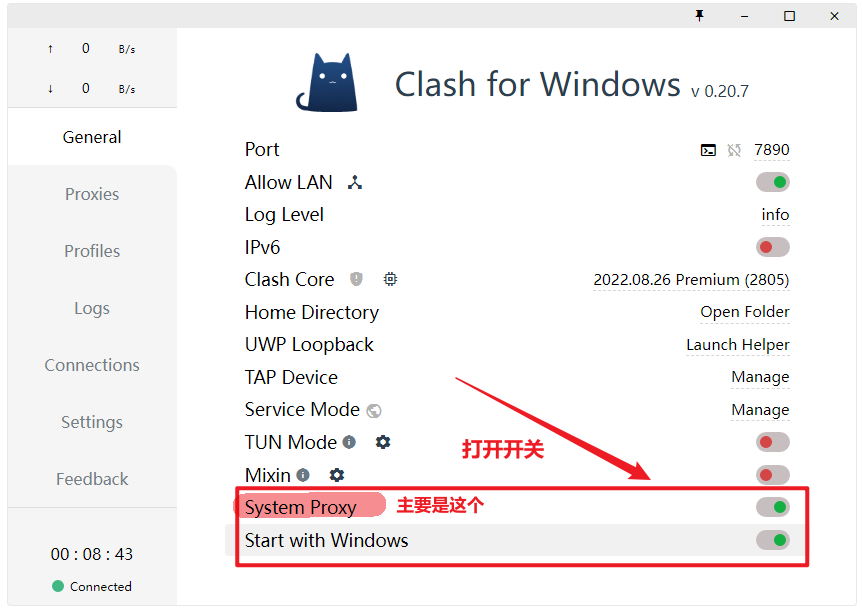 ↑ 0 B/s
↓ 0 B/s
General
Proxies
Profiles
Logs
Connections
Settings
Feedback
00 : 08 : 43
Connected
Clash for Windows v 0.20.7
Port 7890
Allow LAN
Log Level info
IPv6
Clash Core 2022.08.26 Premium (2805)
Home Directory Open Folder
UWP Loopback Launch Helper
TAP Device Manage
Service Mode Manage
TUN Mode
打开开关
Mixin
System Proxy 主要是这个
Start with Windows